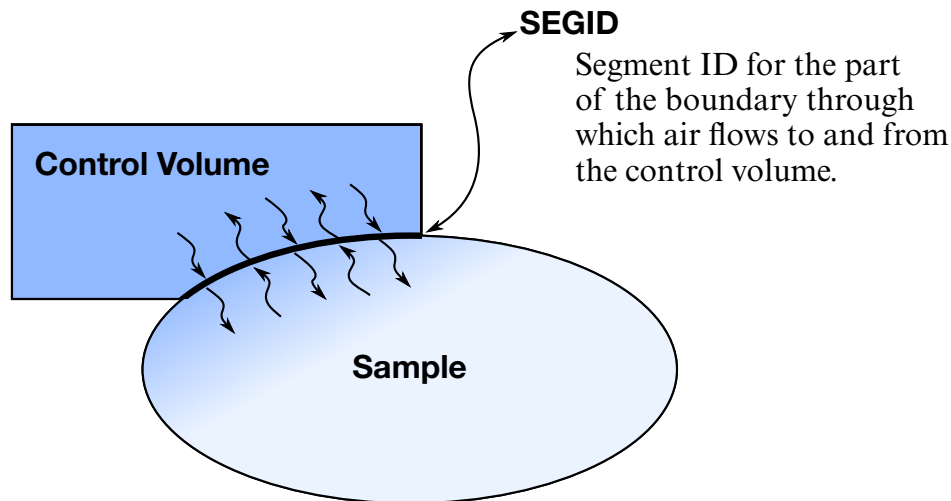 SEGID
Segment ID for the part
of the boundary through
which air flows to and from
the control volume.
Control Volume
Sample